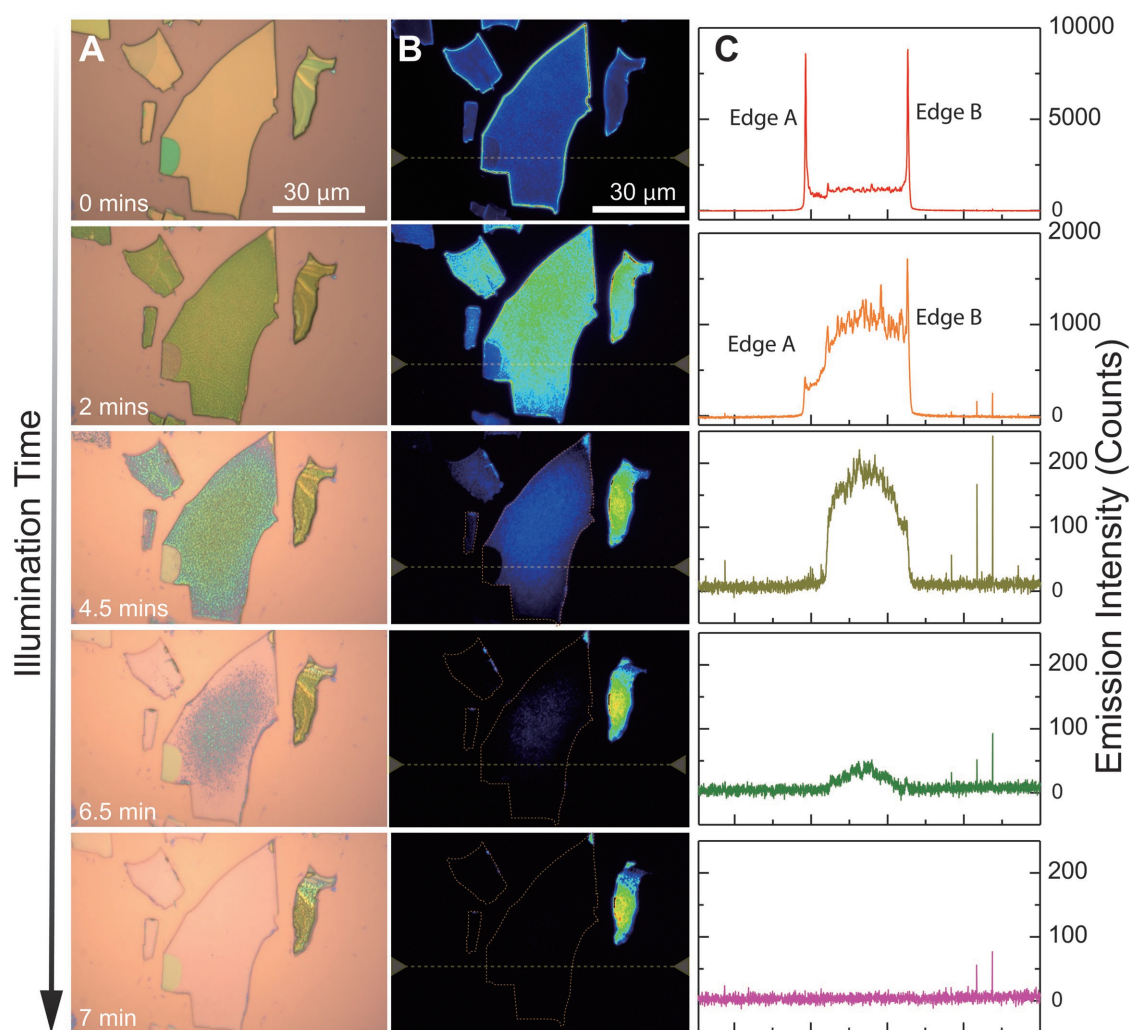 Illumination Time
A
0 mins
30 µm
2 mins
4.5 mins
6.5 min
7 min
B
30 µm
C
Edge A
Edge B
10000
5000
0
Edge A
Edge B
2000
1000
0
200
100
0
200
100
0
200
100
0
Emission Intensity (Counts)